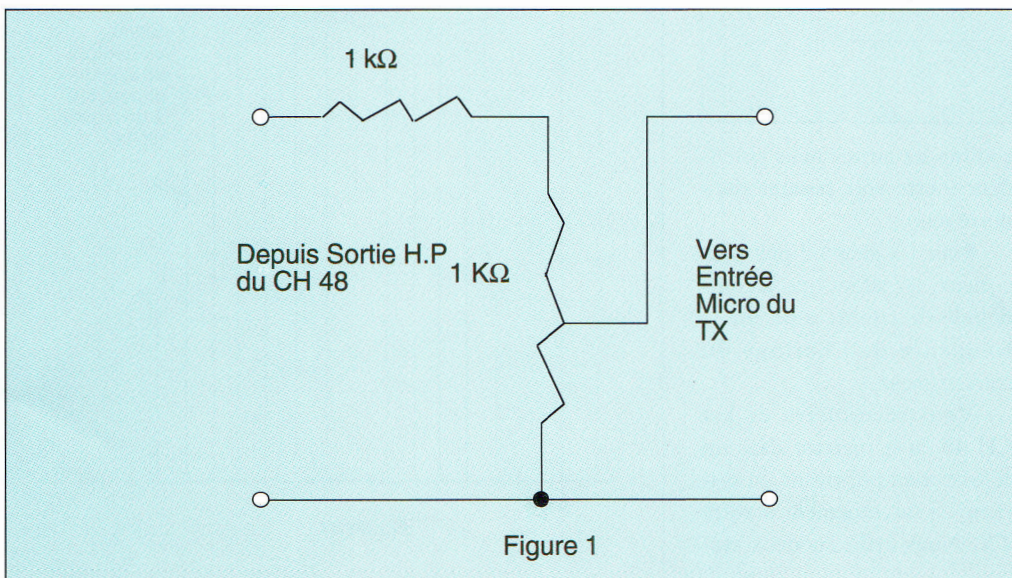 1 kΩ
Depuis Sortie H.P
du CH 48
1 KΩ
Vers
Entrée
Micro du
TX
Figure 1